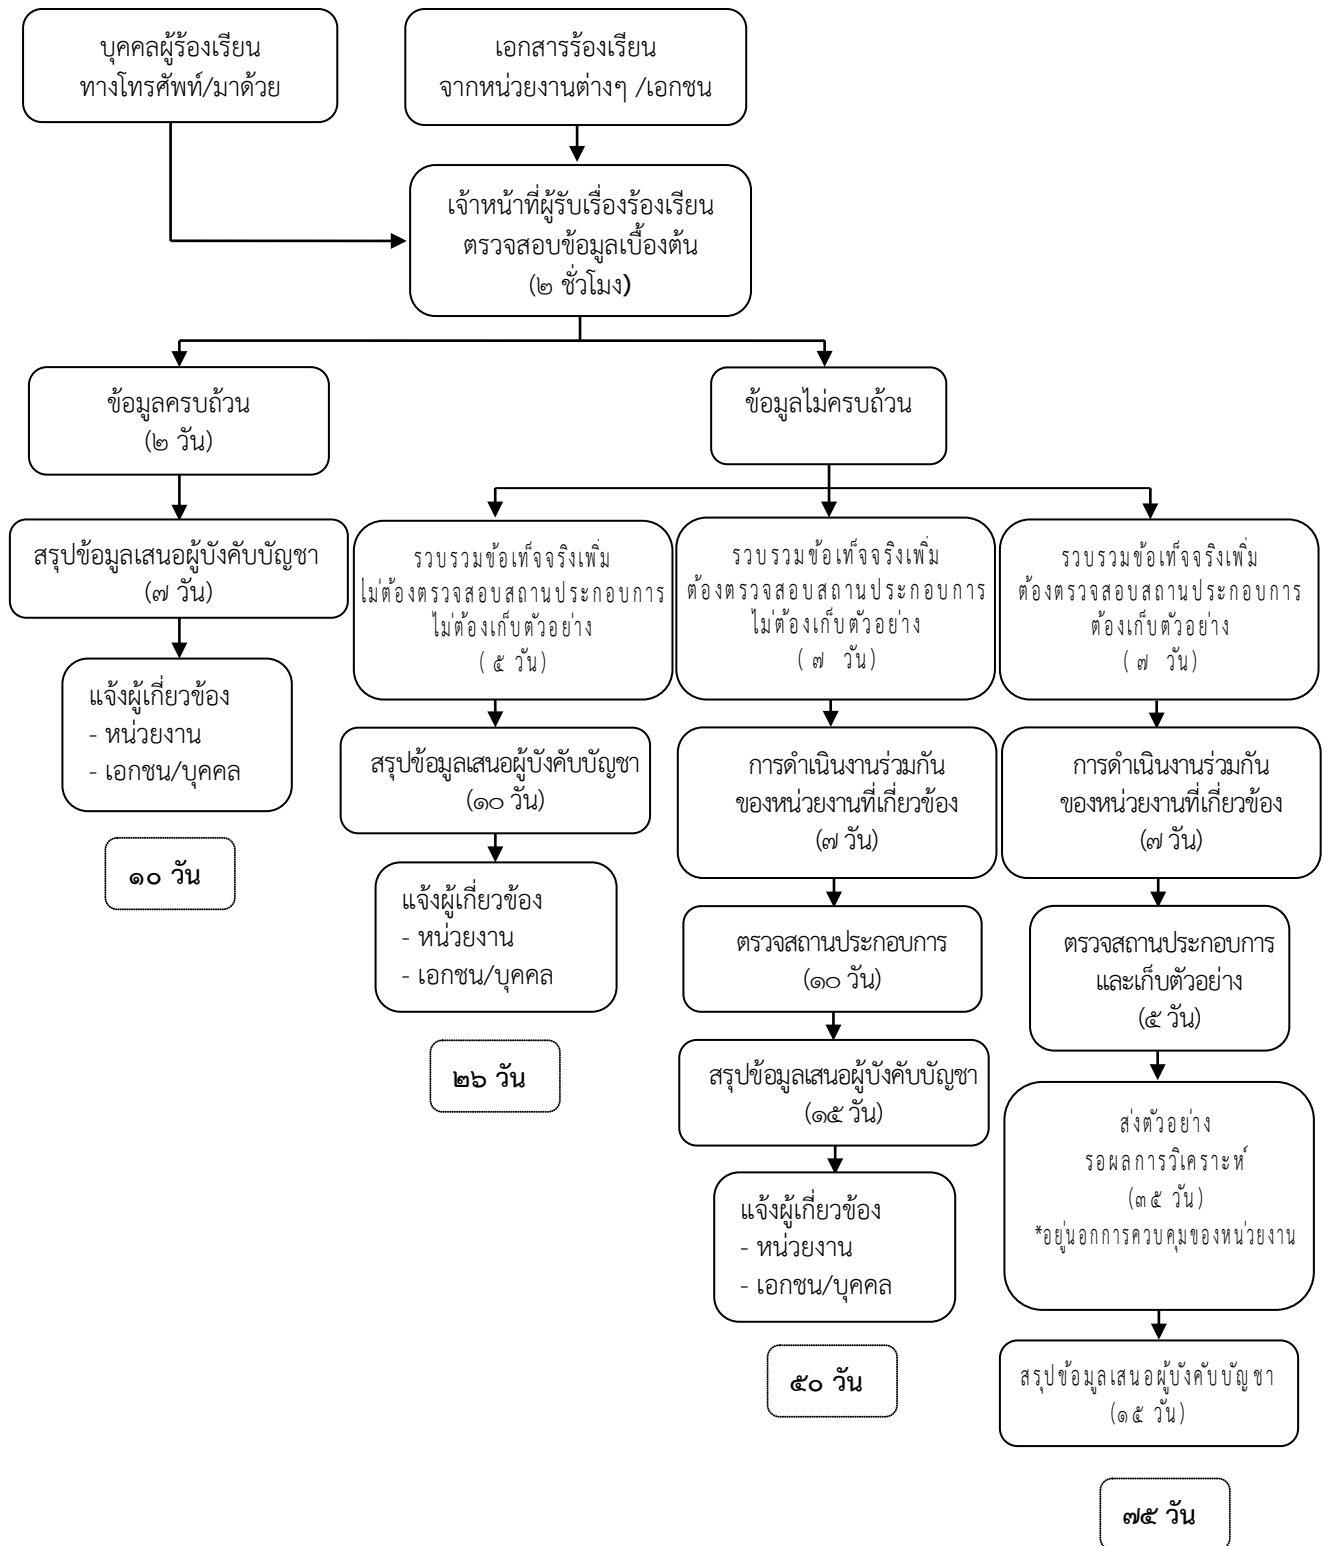 บุคคลผู้ร้องเรียน
ทางโทรศัพท์/มาด้วย
เอกสารร้องเรียน
จากหน่วยงานต่างๆ /เอกชน
เจ้าหน้าที่ผู้รับเรื่องร้องเรียน
ตรวจสอบข้อมูลเบื้องต้น
(๒ ชั่วโมง)
ข้อมูลครบถ้วน
(๒ วัน)
ข้อมูลไม่ครบถ้วน
สรุปข้อมูลเสนอผู้บังคับบัญชา
(๗ วัน)
แจ้งผู้เกี่ยวข้อง
- หน่วยงาน
- เอกชน/บุคคล
๑๐ วัน
รวบรวมข้อเท็จจริงเพิ่ม
ไม่ต้องตรวจสอบสถานประกอบการ
ไม่ต้องเก็บตัวอย่าง
( ๕ วัน)
สรุปข้อมูลเสนอผู้บังคับบัญชา
(๑๐ วัน)
แจ้งผู้เกี่ยวข้อง
- หน่วยงาน
- เอกชน/บุคคล
๒๖ วัน
รวบรวมข้อเท็จจริงเพิ่ม
ต้องตรวจสอบสถานประกอบการ
ไม่ต้องเก็บตัวอย่าง
( ๗ วัน)
การดำเนินงานร่วมกัน
ของหน่วยงานที่เกี่ยวข้อง
(๗ วัน)
ตรวจสถานประกอบการ
(๑๐ วัน)
สรุปข้อมูลเสนอผู้บังคับบัญชา
(๑๕ วัน)
แจ้งผู้เกี่ยวข้อง
- หน่วยงาน
- เอกชน/บุคคล
๕๐ วัน
รวบรวมข้อเท็จจริงเพิ่ม
ต้องตรวจสอบสถานประกอบการ
ต้องเก็บตัวอย่าง
( ๗ วัน)
การดำเนินงานร่วมกัน
ของหน่วยงานที่เกี่ยวข้อง
(๗ วัน)
ตรวจสถานประกอบการ
และเก็บตัวอย่าง
(๕ วัน)
ส่งตัวอย่าง
รอผลการวิเคราะห์
(๓๕ วัน)
*อยู่นอกการควบคุมของหน่วยงาน
สรุปข้อมูลเสนอผู้บังคับบัญชา
(๑๕ วัน)
๗๕ วัน